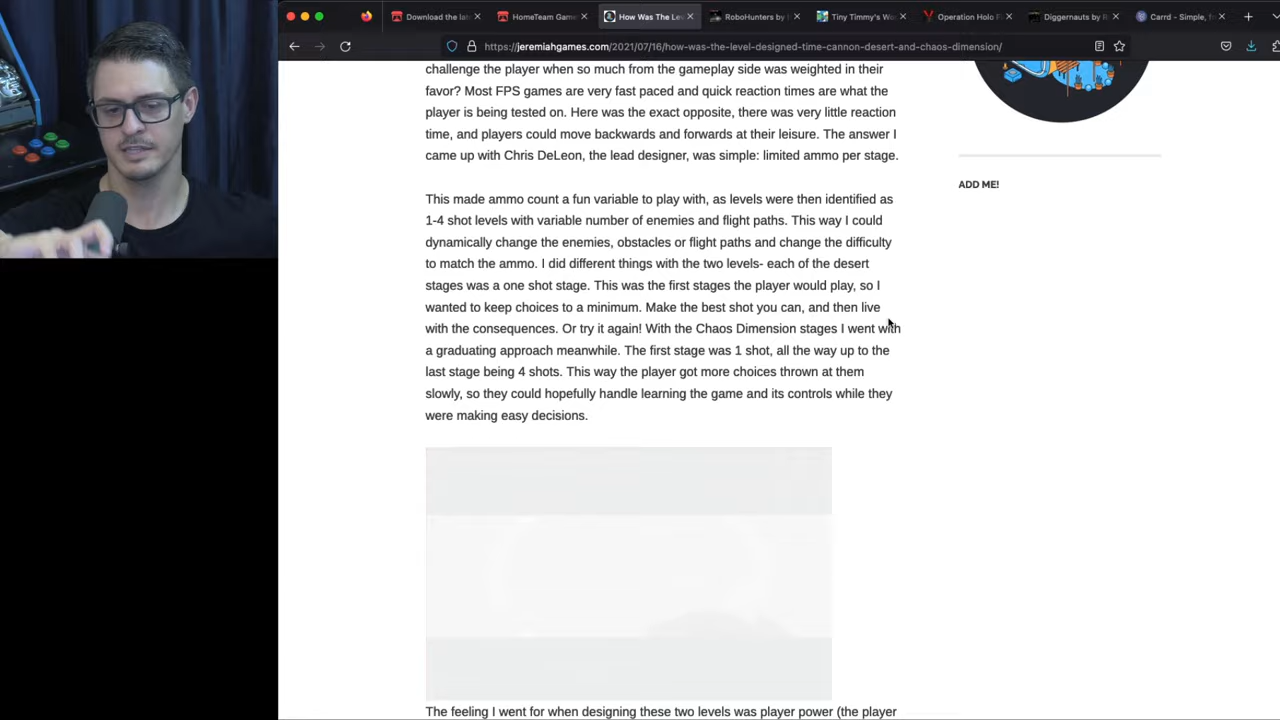 Download the lat
HomeTeam Game
How Was The Le
RoboHunters by
Tiny Timmy's Wo
Operation Holo F
Diggernauts by R
Carrd - Simple, f
https://jeremiahgames.com/2021/07/16/how-was-the-level-designed-time-cannon-desert-and-chaos-dimension/
challenge the player when so much from the gameplay side was weighted in their
favor? Most FPS games are very fast paced and quick reaction times are what the
player is being tested on. Here was the exact opposite, there was very little reaction
time, and players could move backwards and forwards at their leisure. The answer I
came up with Chris DeLeon, the lead designer, was simple: limited ammo per stage.
ADD ME!
This made ammo count a fun variable to play with, as levels were then identified as
1-4 shot levels with variable number of enemies and flight paths. This way I could
dynamically change the enemies, obstacles or flight paths and change the difficulty
to match the ammo. I did different things with the two levels- each of the desert
stages was a one shot stage. This was the first stages the player would play, so I
wanted to keep choices to a minimum. Make the best shot you can, and then live
with the consequences. Or try it again! With the Chaos Dimension stages I went with
a graduating approach meanwhile. The first stage was 1 shot, all the way up to the
last stage being 4 shots. This way the player got more choices thrown at them
slowly, so they could hopefully handle learning the game and its controls while they
were making easy decisions.
The feeling I went for when designing these two levels was player power (the player